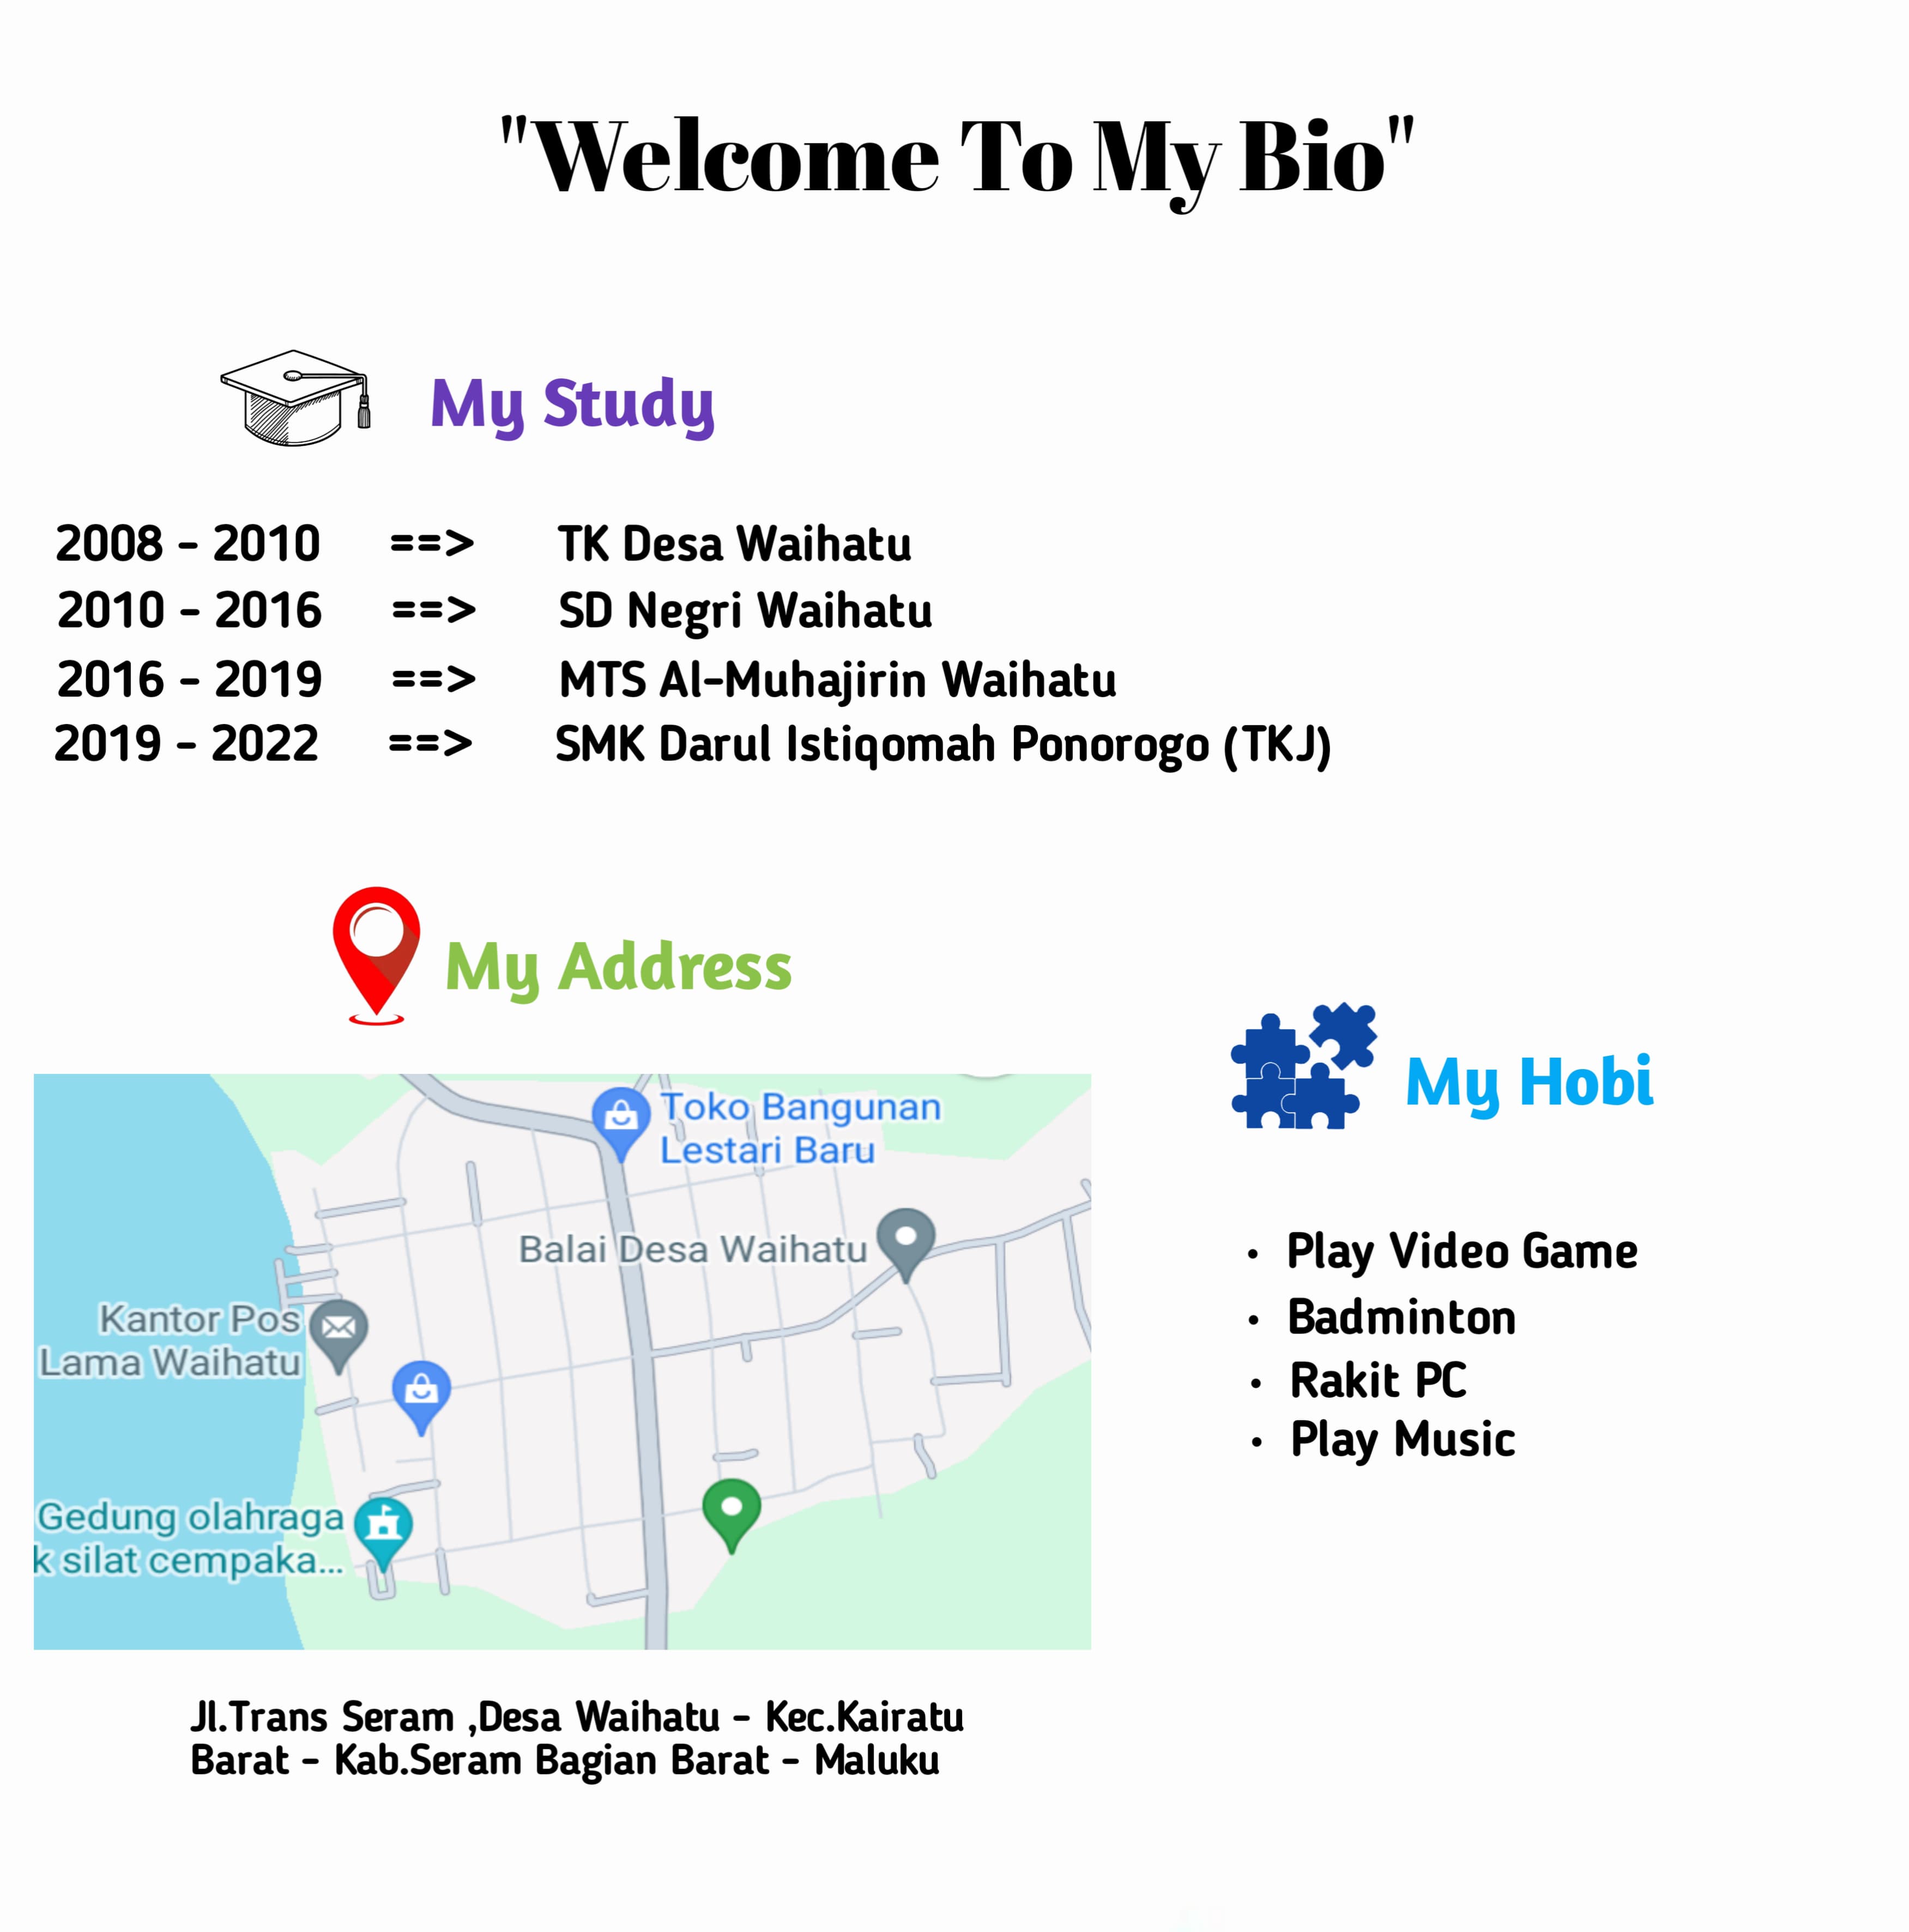 "Welcome To My Bio"
My Study
2008 - 2010 ==> TK Desa Waihatu
2010 - 2016 ==> SD Negri Waihatu
2016 - 2019 ==> MTS Al-Muhajirin Waihatu
2019 - 2022 ==> SMK Darul Istiqomah Ponorogo (TKJ)
My Address
Toko Bangunan
Lestari Baru
Balai Desa Waihatu
Kantor Pos
Lama Waihatu
Gedung olahraga
k silat cempaka...
Jl.Trans Seram ,Desa Waihatu - Kec.Kairatu
Barat - Kab.Seram Bagian Barat - Maluku
My Hobi
• Play Video Game
• Badminton
• Rakit PC
• Play Music